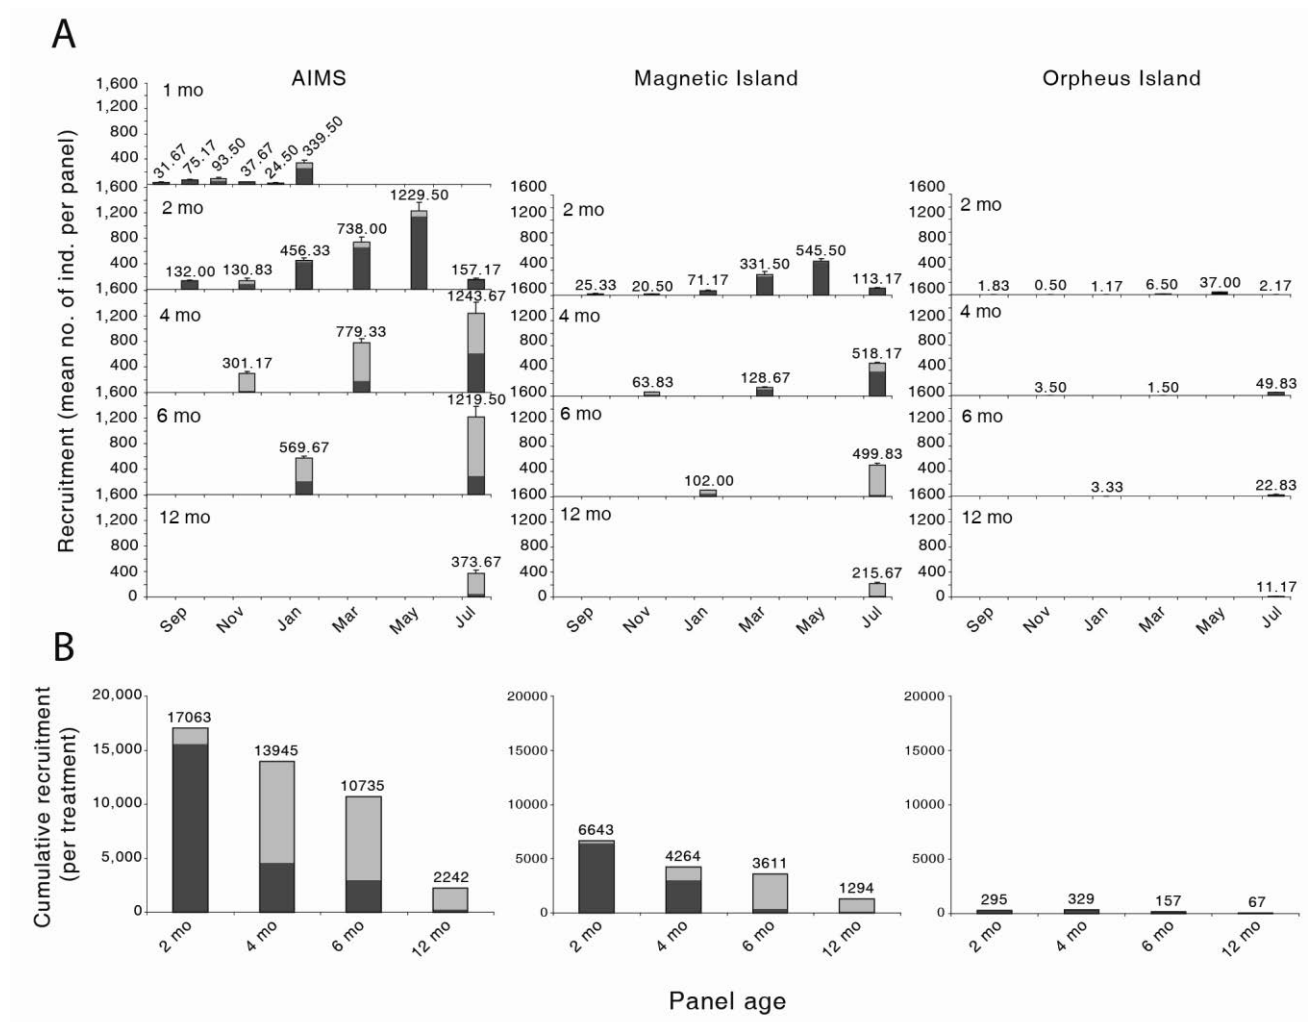 A
AIMS
Magnetic Island
Orpheus Island
Recruitment (mean no. of ind. per panel)
1,600
1,200
800
400
1 mo
31.67 75.17 93.50 37.67 24.50 339.50
1,600
1,200
800
400
2 mo
132.00 130.83 456.33 738.00 1229.50 157.17
1,600
1,200
800
400
4 mo
301.17 779.33 1243.67
1,600
1,200
800
400
6 mo
569.67 1219.50
1,600
1,200
800
400
0
12 mo
373.67
Sep Nov Jan Mar May Jul
1600
1200
800
400
2 mo
25.33 20.50 71.17 331.50 545.50 113.17
1600
1200
800
400
4 mo
63.83 128.67 518.17
1600
1200
800
400
6 mo
102.00 499.83
1600
1200
800
400
0
12 mo
215.67
Sep Nov Jan Mar May Jul
1600
1200
800
400
2 mo
1.83 0.50 1.17 6.50 37.00 2.17
1600
1200
800
400
4 mo
3.50 1.50 49.83
1600
1200
800
400
6 mo
3.33 22.83
1600
1200
800
400
0
12 mo
11.17
Sep Nov Jan Mar May Jul
B
Cumulative recruitment
(per treatment)
20,000
15,000
10,000
5,000
0
17063 13945 10735 2242
2 mo 4 mo 6 mo 12 mo
20000
15000
10000
5000
0
6643 4264 3611 1294
2 mo 4 mo 6 mo 12 mo
20000
15000
10000
5000
0
295 329 157 67
2 mo 4 mo 6 mo 12 mo
Panel age